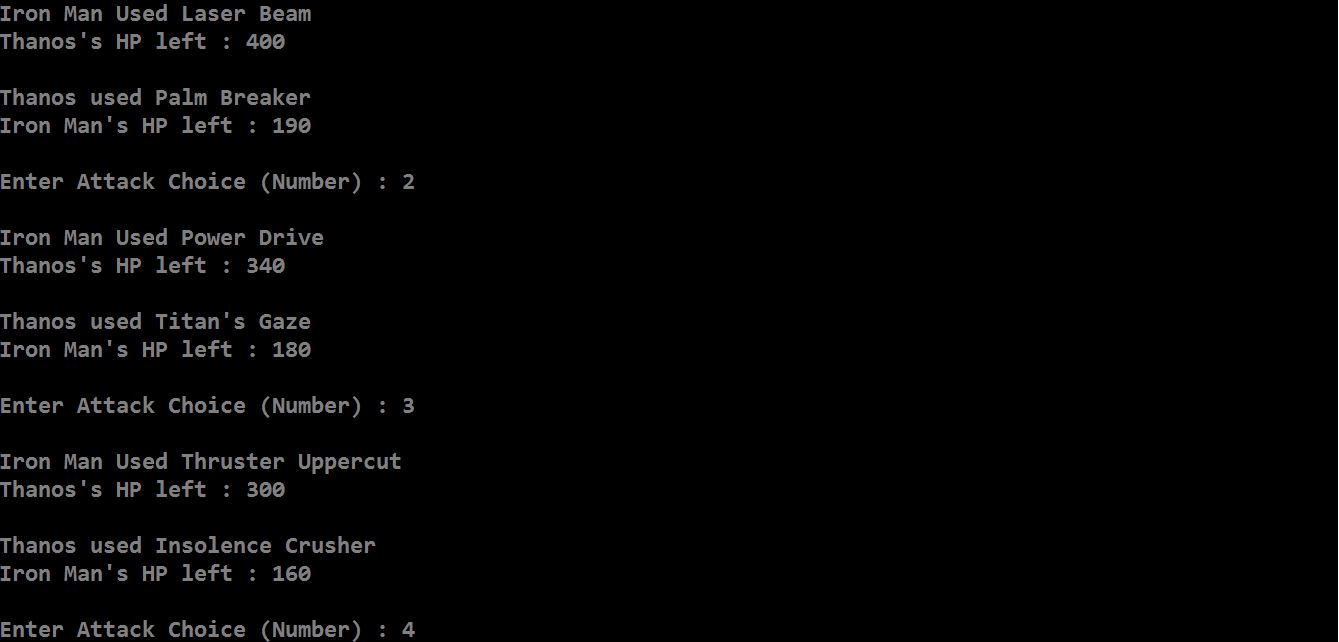 Iron Man Used Laser Beam
Thanos's HP left : 400
Thanos used Palm Breaker
Iron Man's HP left : 190
Enter Attack Choice (Number) : 2
Iron Man Used Power Drive
Thanos's HP left : 340
Thanos used Titan's Gaze
Iron Man's HP left : 180
Enter Attack Choice (Number) : 3
Iron Man Used Thruster Uppercut
Thanos's HP left : 300
Thanos used Insolence Crusher
Iron Man's HP left : 160
Enter Attack Choice (Number) : 4